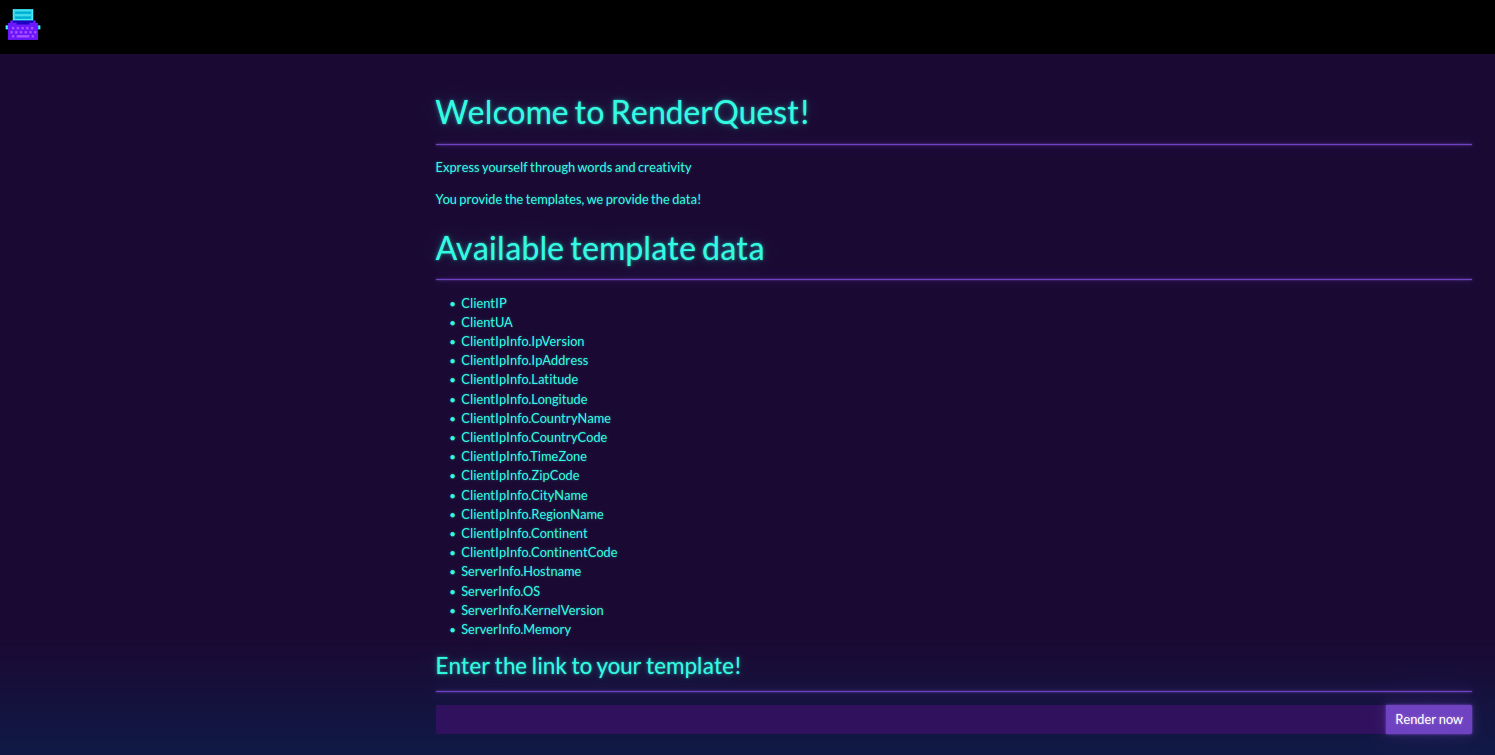 Welcome to RenderQuest!
Express yourself through words and creativity
You provide the templates, we provide the data!
Available template data
ClientIP
ClientUA
ClientIpInfo.IpVersion
ClientIpInfo.IpAddress
ClientIpInfo.Latitude
ClientIpInfo.Longitude
ClientIpInfo.CountryName
ClientIpInfo.CountryCode
ClientIpInfo.TimeZone
ClientIpInfo.ZipCode
ClientIpInfo.CityName
ClientIpInfo.RegionName
ClientIpInfo.Continent
ClientIpInfo.ContinentCode
ServerInfo.Hostname
ServerInfo.OS
ServerInfo.KernelVersion
ServerInfo.Memory
Enter the link to your template!
Render now